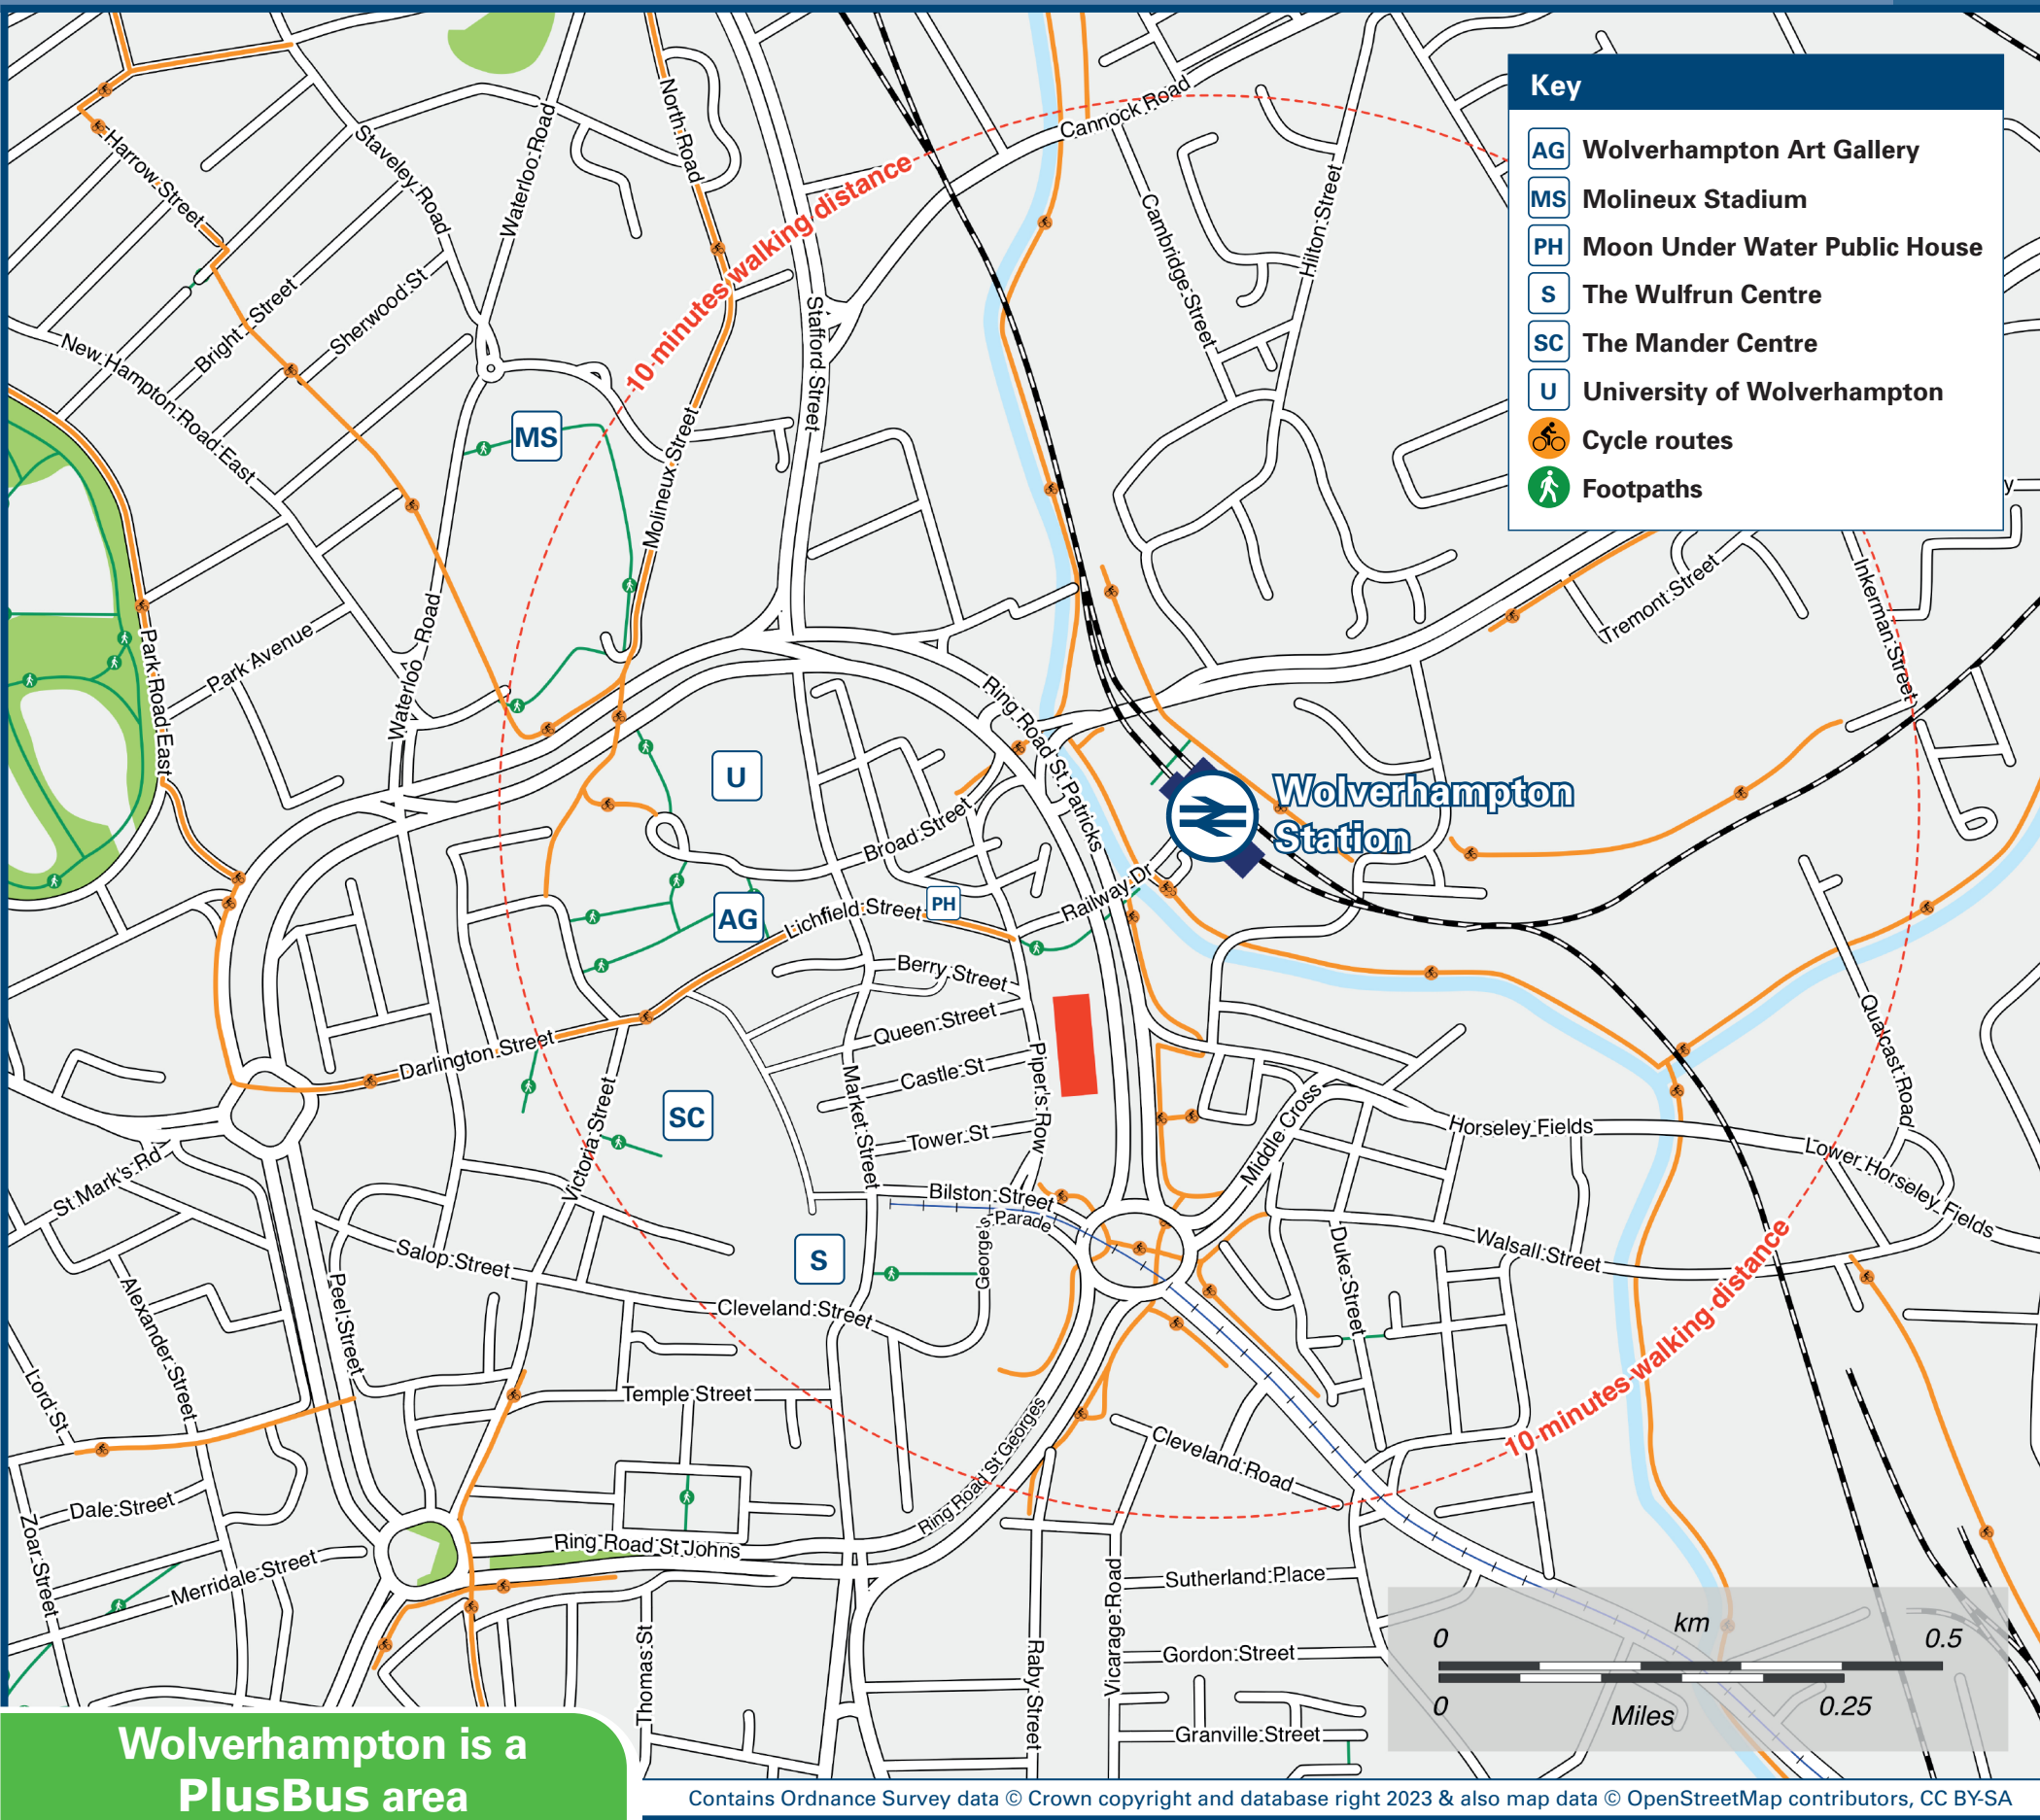 Key
AG Wolverhampton Art Gallery
MS Molineux Stadium
PH Moon Under Water Public House
S The Wulfrun Centre
SC The Mander Centre
U University of Wolverhampton
Cycle routes
Footpaths
Cannock Road
North Road
Waterloo Road
Staveley Road
Harrow Street
10 minutes walking distance
Cambridge Street
Hilton Street
Stafford Street
Bright Street
Sherwood St
New Hampton Road East
MS
Molineux Street
y
Inkerman Street
Tremont Street
Park Avenue
Park Road East
Waterloo Road
Ring Road St Patricks
U
Wolverhampton
Station
Broad Street
Railway Dr
PH
AG
Lichfield Street
Berry Street
Queen Street
Castle St
Tower St
Piper's Row
Market Street
Darlington Street
SC
Victoria Street
Qualcast Road
Middle Cross
Horseley Fields
Lower Horseley Fields
St Mark's Rd
Bilston Street
George's Parade
S
Walsall Street
Duke Street
Salop Street
Cleveland Street
Peel Street
Alexander Street
Lord St
Temple Street
10 minutes walking distance
Cleveland Road
Ring Road St Georges
Dale Street
Zoar Street
Merridale Street
Ring Road St Johns
Sutherland Place
Vicarage Road
Gordon Street
Raby Street
Thomas St
Granville Street
km
0 0.5
0 0.25
Miles
Wolverhampton is a
PlusBus area
Contains Ordnance Survey data © Crown copyright and database right 2023 & also map data © OpenStreetMap contributors, CC BY-SA